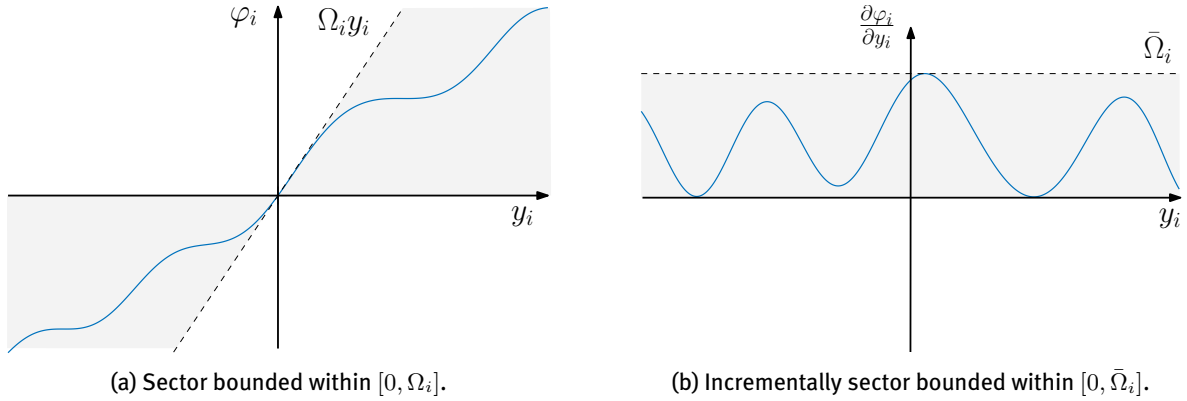 φ_i
Ω_i y_i
y_i
(a) Sector bounded within [0, Ω_i].
∂φ_i
∂y_i
Ω̄_i
y_i
(b) Incrementally sector bounded within [0, Ω̄_i].